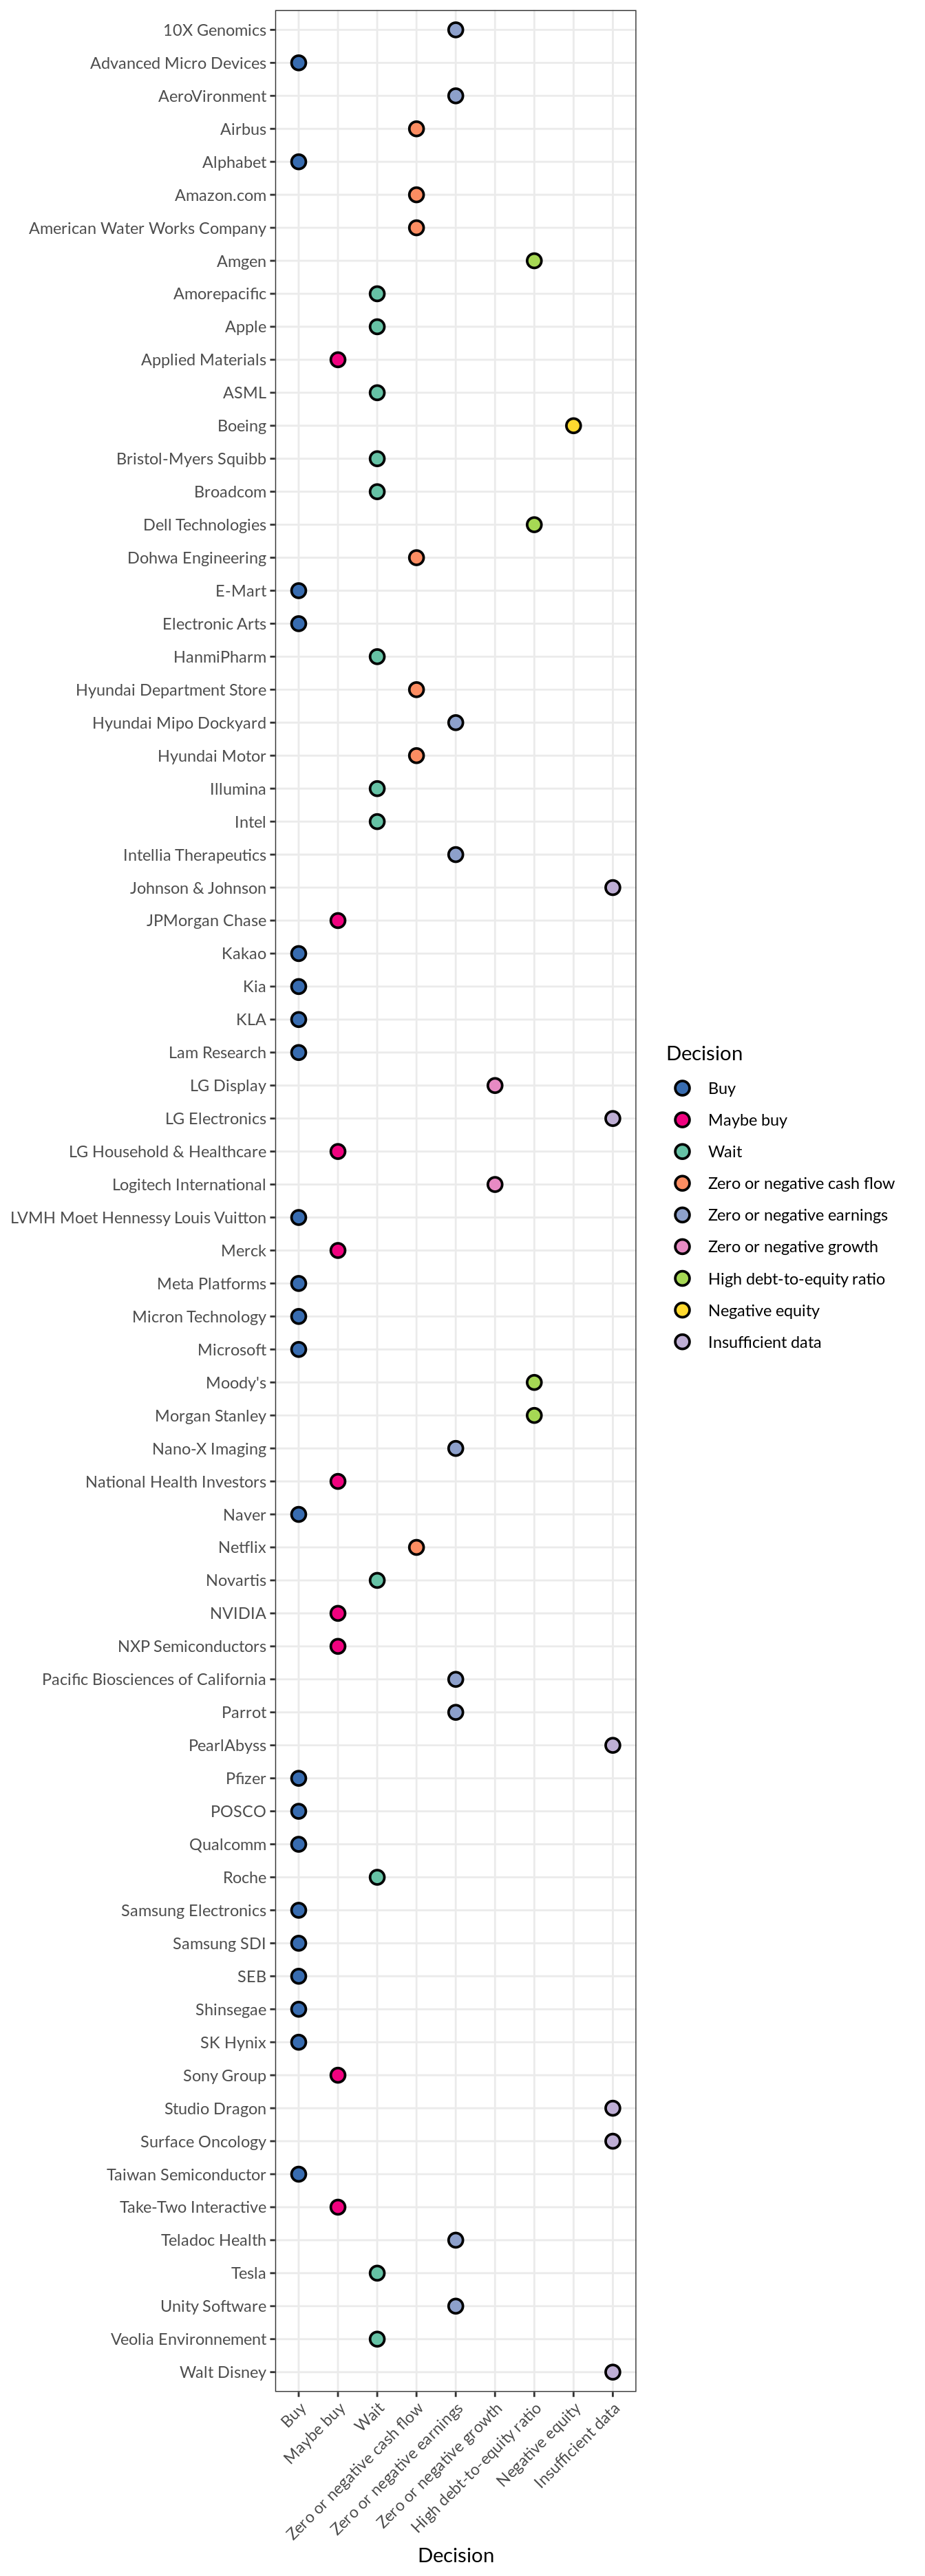 10X Genomics
Advanced Micro Devices
AeroVironment
Airbus
Alphabet
Amazon.com
American Water Works Company
Amgen
Amorepacific
Apple
Applied Materials
ASML
Boeing
Bristol-Myers Squibb
Broadcom
Dell Technologies
Dohwa Engineering
E-Mart
Electronic Arts
HanmiPharm
Hyundai Department Store
Hyundai Mipo Dockyard
Hyundai Motor
Illumina
Intel
Intellia Therapeutics
Johnson & Johnson
JPMorgan Chase
Kakao
Kia
KLA
Lam Research
LG Display
LG Electronics
LG Household & Healthcare
Logitech International
LVMH Moet Hennessy Louis Vuitton
Merck
Meta Platforms
Micron Technology
Microsoft
Moody's
Morgan Stanley
Nano-X Imaging
National Health Investors
Naver
Netflix
Novartis
NVIDIA
NXP Semiconductors
Pacific Biosciences of California
Parrot
PearlAbyss
Pfizer
POSCO
Qualcomm
Roche
Samsung Electronics
Samsung SDI
SEB
Shinsegae
SK Hynix
Sony Group
Studio Dragon
Surface Oncology
Taiwan Semiconductor
Take-Two Interactive
Teladoc Health
Tesla
Unity Software
Veolia Environnement
Walt Disney
Buy
Maybe buy
Wait
Zero or negative cash flow
Zero or negative earnings
Zero or negative growth
High debt-to-equity ratio
Negative equity
Insufficient data
Decision
Decision
Buy
Maybe buy
Wait
Zero or negative cash flow
Zero or negative earnings
Zero or negative growth
High debt-to-equity ratio
Negative equity
Insufficient data